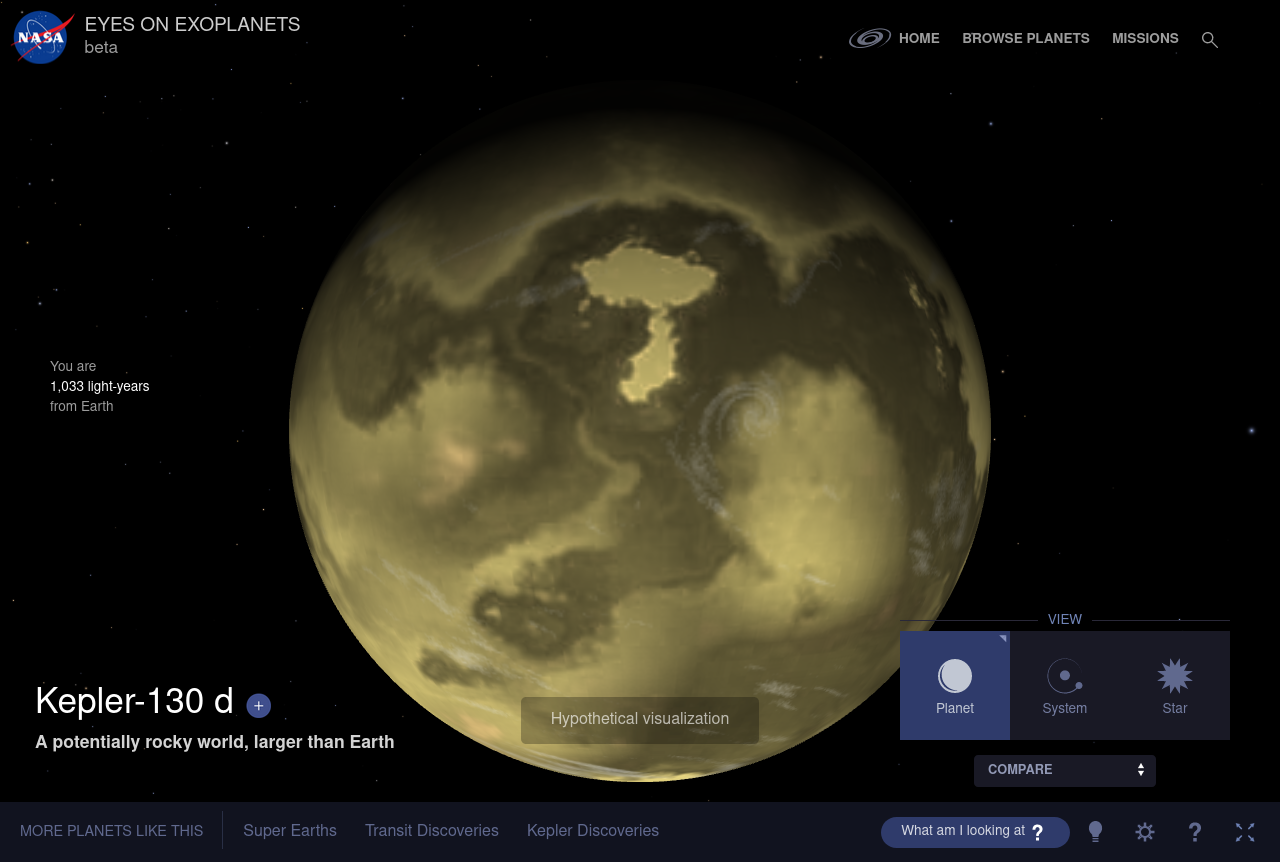 NASA
EYES ON EXOPLANETS
beta
HOME
BROWSE PLANETS
MISSIONS
You are
1,033 light-years
from Earth
VIEW
Planet
System
Star
Kepler-130 d +
A potentially rocky world, larger than Earth
Hypothetical visualization
COMPARE
MORE PLANETS LIKE THIS
Super Earths
Transit Discoveries
Kepler Discoveries
What am I looking at ?
?